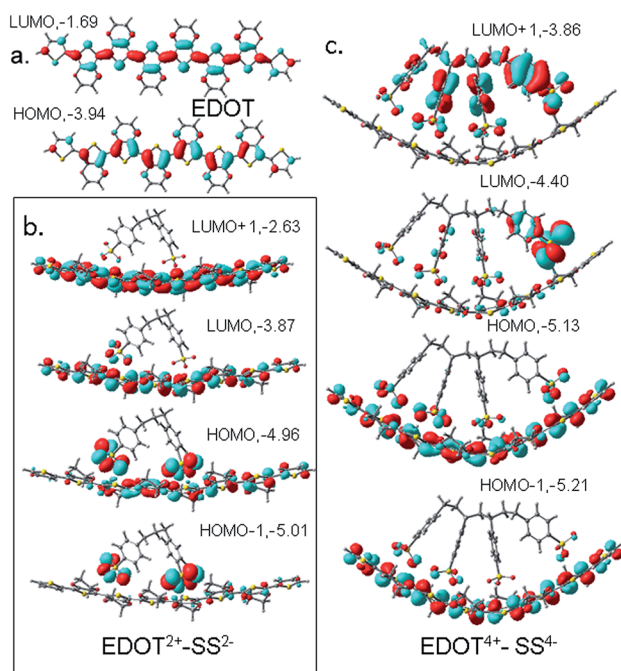 LUMO,-1.69
a.
EDOT
HOMO,-3.94
b.
LUMO+1,-2.63
LUMO,-3.87
HOMO,-4.96
HOMO-1,-5.01
EDOT2+-SS2-
c.
LUMO+1,-3.86
LUMO,-4.40
HOMO,-5.13
HOMO-1,-5.21
EDOT4+- SS4-